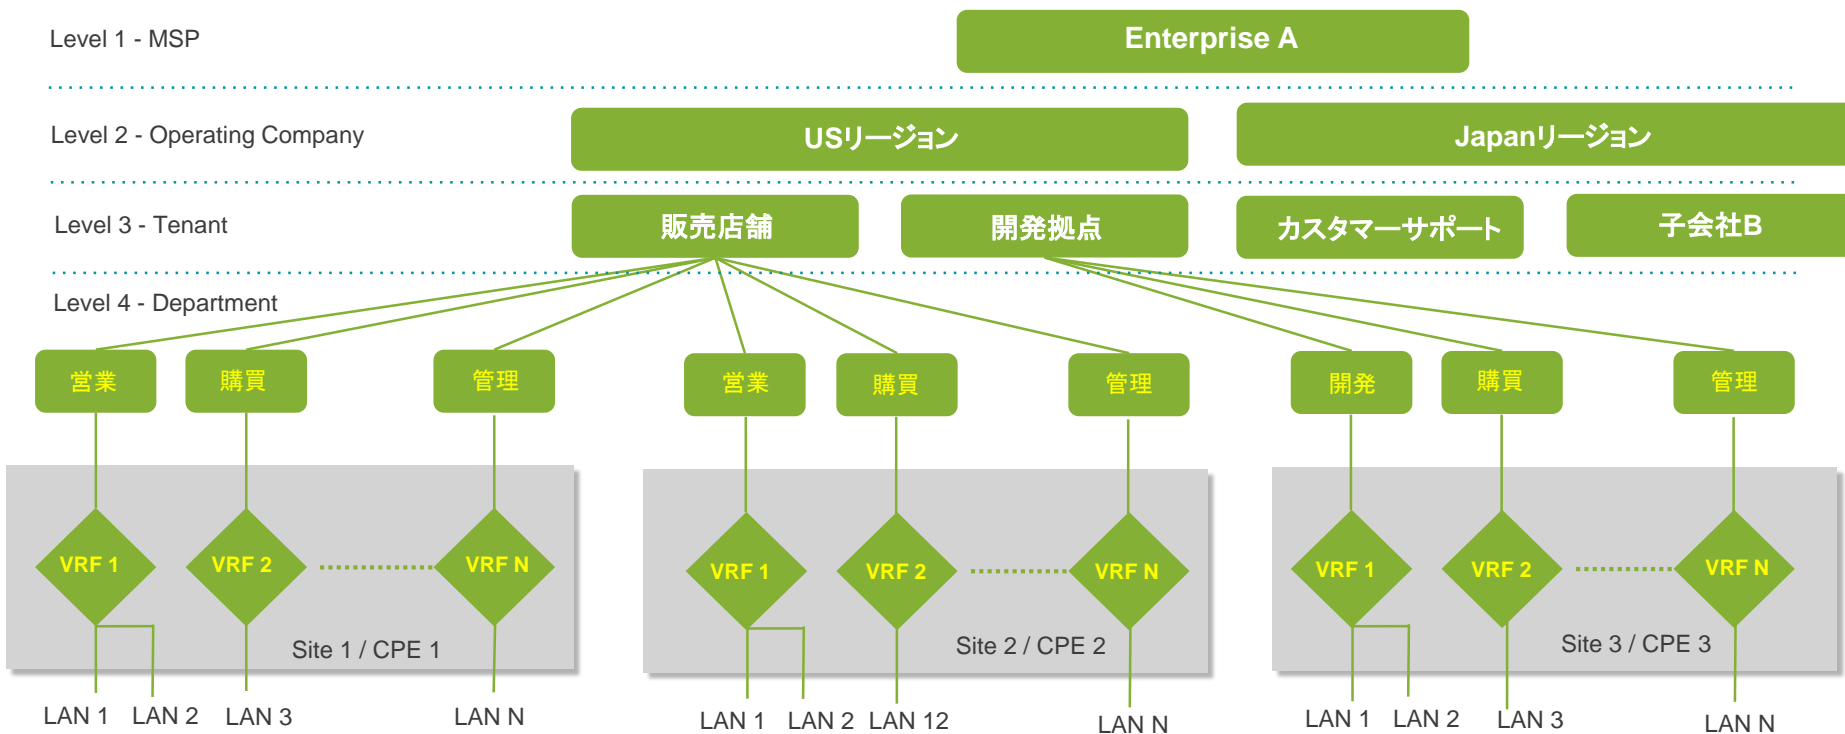 Level 1 - MSP
Enterprise A
Level 2 - Operating Company
USリージョン
Japanリージョン
Level 3 - Tenant
販売店舗
開発拠点
カスタマーサポート
子会社B
Level 4 - Department
営業
購買
管理
営業
購買
管理
開発
購買
管理
VRF 1
VRF 2
VRF N
VRF 1
VRF 2
VRF N
VRF 1
VRF 2
VRF N
Site 1 / CPE 1
Site 2 / CPE 2
Site 3 / CPE 3
LAN 1
LAN 2
LAN 3
LAN N
LAN 1
LAN 2
LAN 12
LAN N
LAN 1
LAN 2
LAN 3
LAN N